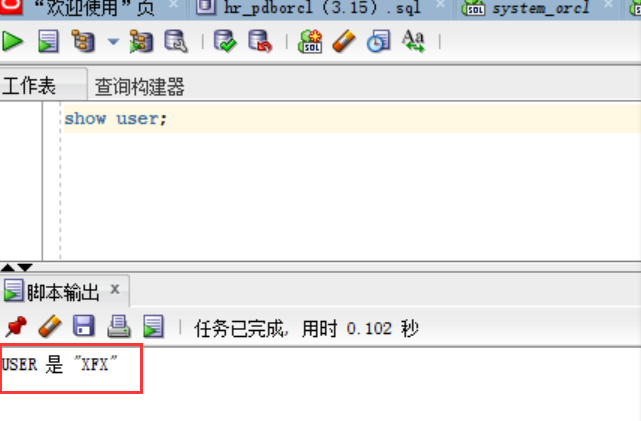 “欢迎使用”页 hr_pdborcl (3.15) .sql system_orcl
工作表 查询构建器
show user;
脚本输出
任务已完成, 用时 0.102 秒
USER 是 "XFX"